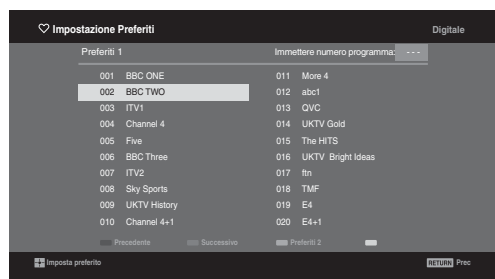 Impostazione Preferiti Digitale
Preferiti 1 Immettere numero programma: - - -
001 BBC ONE 011 More 4
002 BBC TWO 012 abc1
003 ITV1 013 QVC
004 Channel 4 014 UKTV Gold
005 Five 015 The HITS
006 BBC Three 016 UKTV Bright Ideas
007 ITV2 017 ftn
008 Sky Sports 018 TMF
009 UKTV History 019 E4
010 Channel 4+1 020 E4+1
Precedente Successivo Preferiti 2
Imposta preferito RETURN Prec